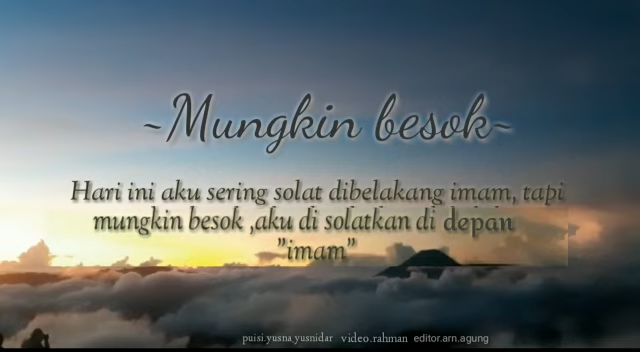 ~Mungkin besok~
Hari ini aku sering solat dibelakang imam, tapi
mungkin besok ,aku di solatkan di depan
"imam"
puisi.yusna,yusnidar video.rahman editor.arn.agung